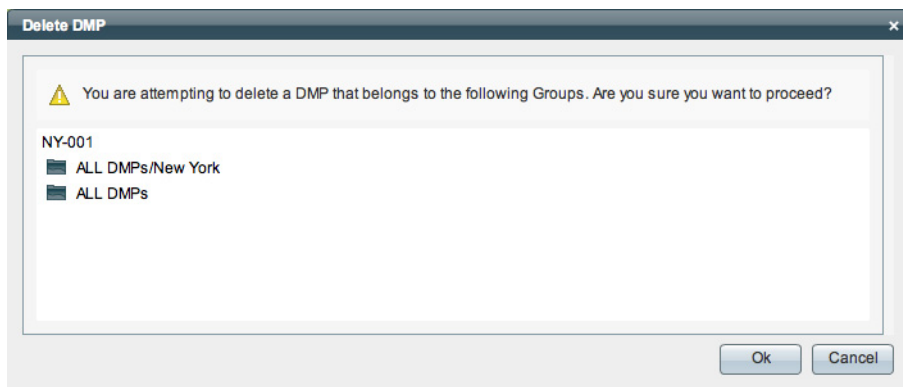 Delete DMP
You are attempting to delete a DMP that belongs to the following Groups. Are you sure you want to proceed?
NY-001
ALL DMPs/New York
ALL DMPs
Ok Cancel